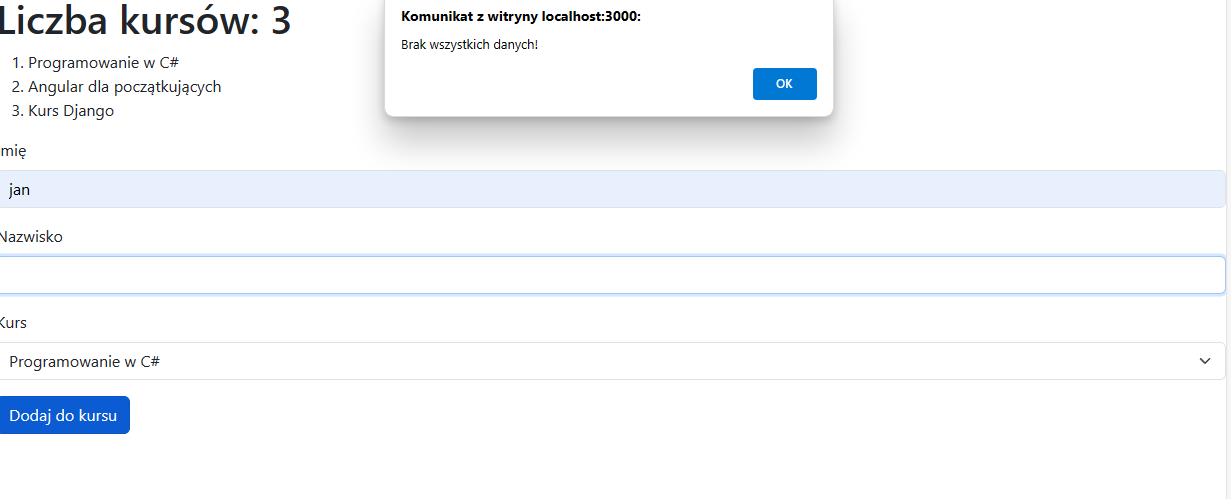 Liczba kursów: 3
Komunikat z witryny localhost:3000:
Brak wszystkich danych!
OK
1. Programowanie w C#
2. Angular dla początkujących
3. Kurs Django
mię
jan
Nazwisko
Kurs
Programowanie w C#
Dodaj do kursu